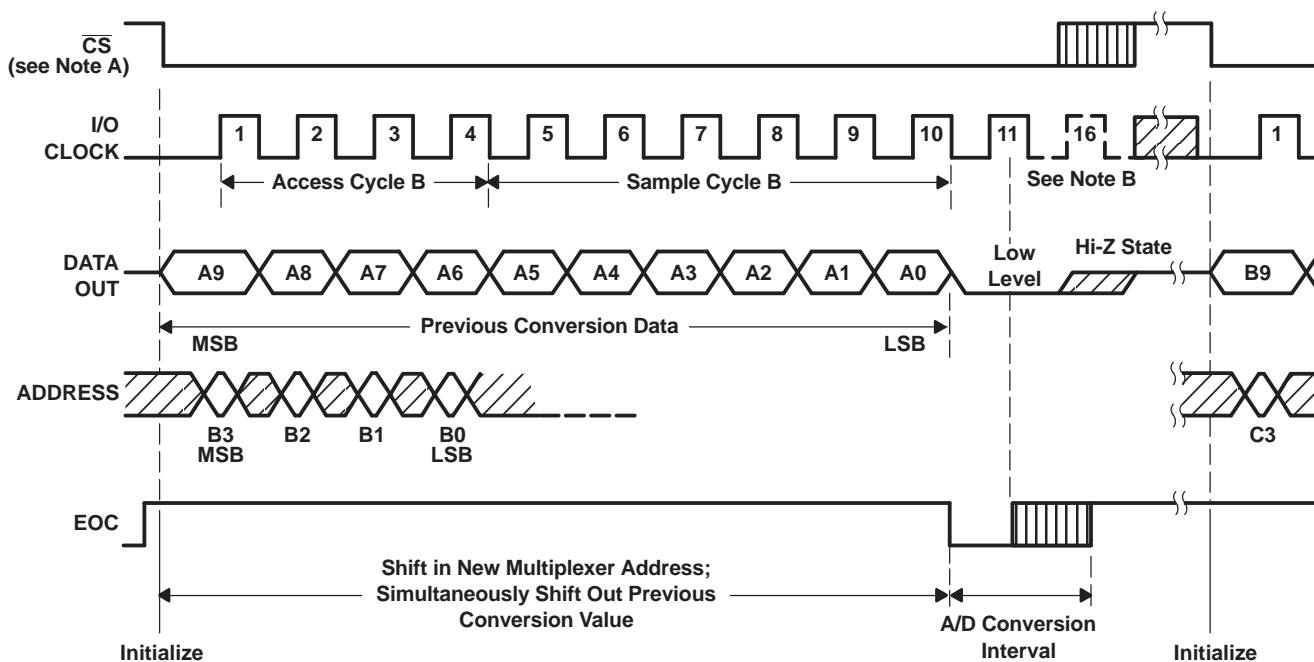 CS
(see Note A)
I/O
CLOCK
1 2 3 4 5 6 7 8 9 10 11 16 1
Access Cycle B
Sample Cycle B
See Note B
DATA
OUT
A9 A8 A7 A6 A5 A4 A3 A2 A1 A0
Low
Level
Hi-Z State
B9
Previous Conversion Data
MSB
LSB
ADDRESS
B3
MSB
B2
B1
B0
LSB
C3
EOC
Shift in New Multiplexer Address;
Simultaneously Shift Out Previous
Conversion Value
A/D Conversion
Interval
Initialize
Initialize